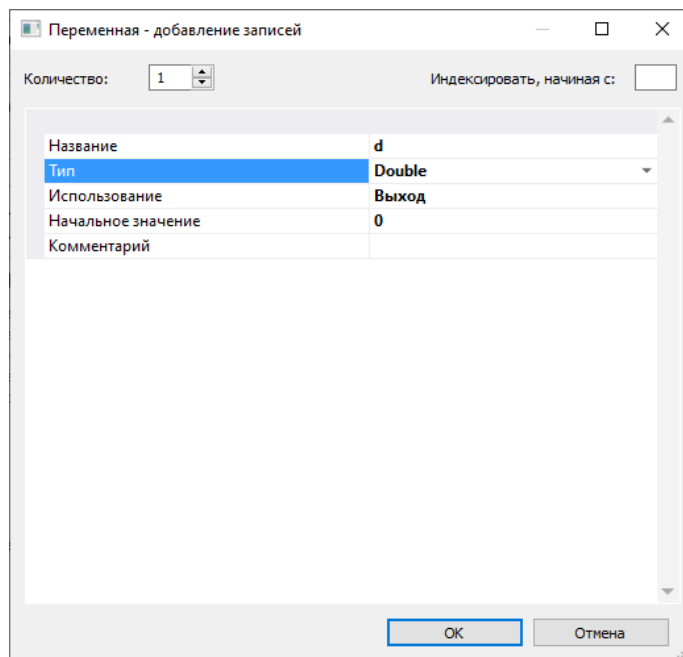 Переменная - добавление записей
Количество: 1 Индексировать, начиная с:
Название d
Тип Double
Использование Выход
Начальное значение 0
Комментарий
OK Отмена